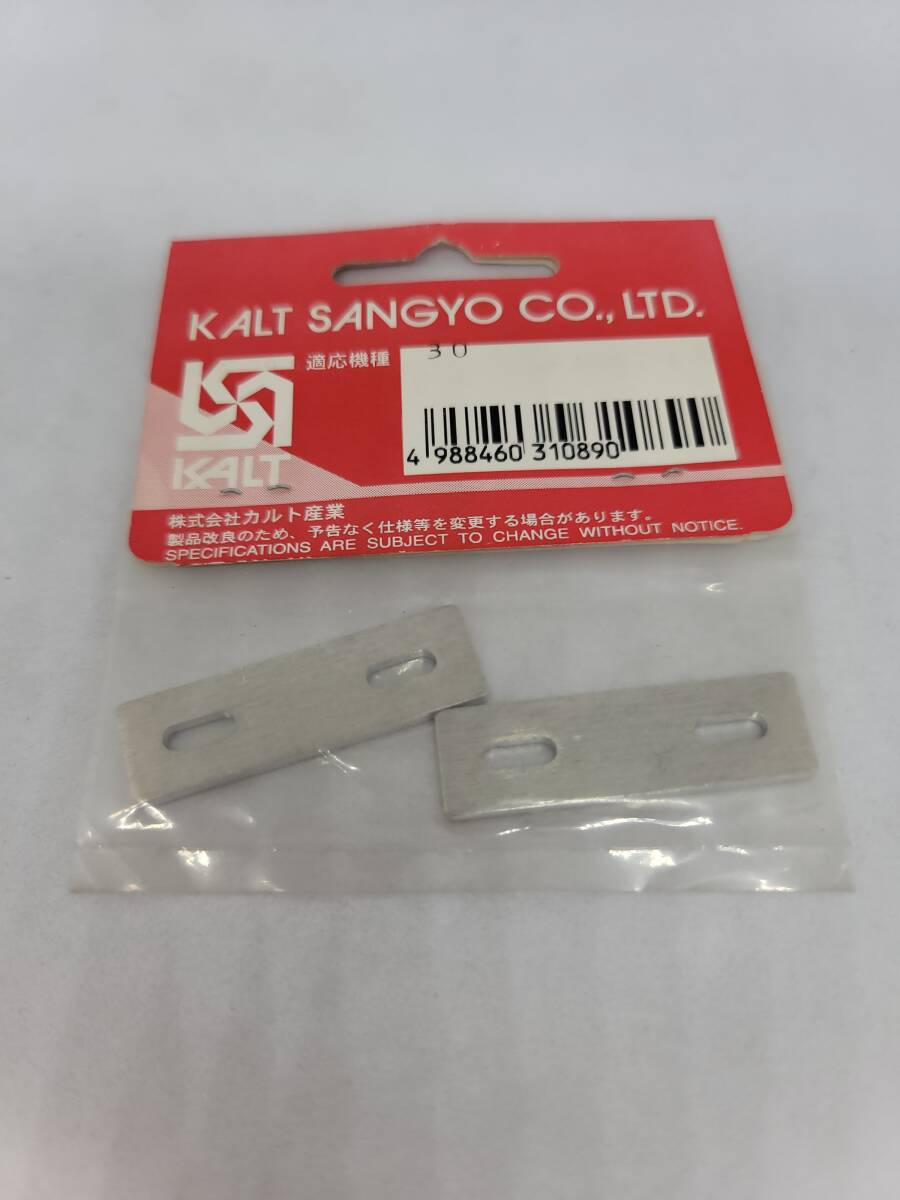 KALT SANGYO CO., LTD.
適応機種
30
4 988460 310890
KALT
株式会社カルト産業
製品改良のため、予告なく仕様等を変更する場合があります。
SPECIFICATIONS ARE SUBJECT TO CHANGE WITHOUT NOTICE.